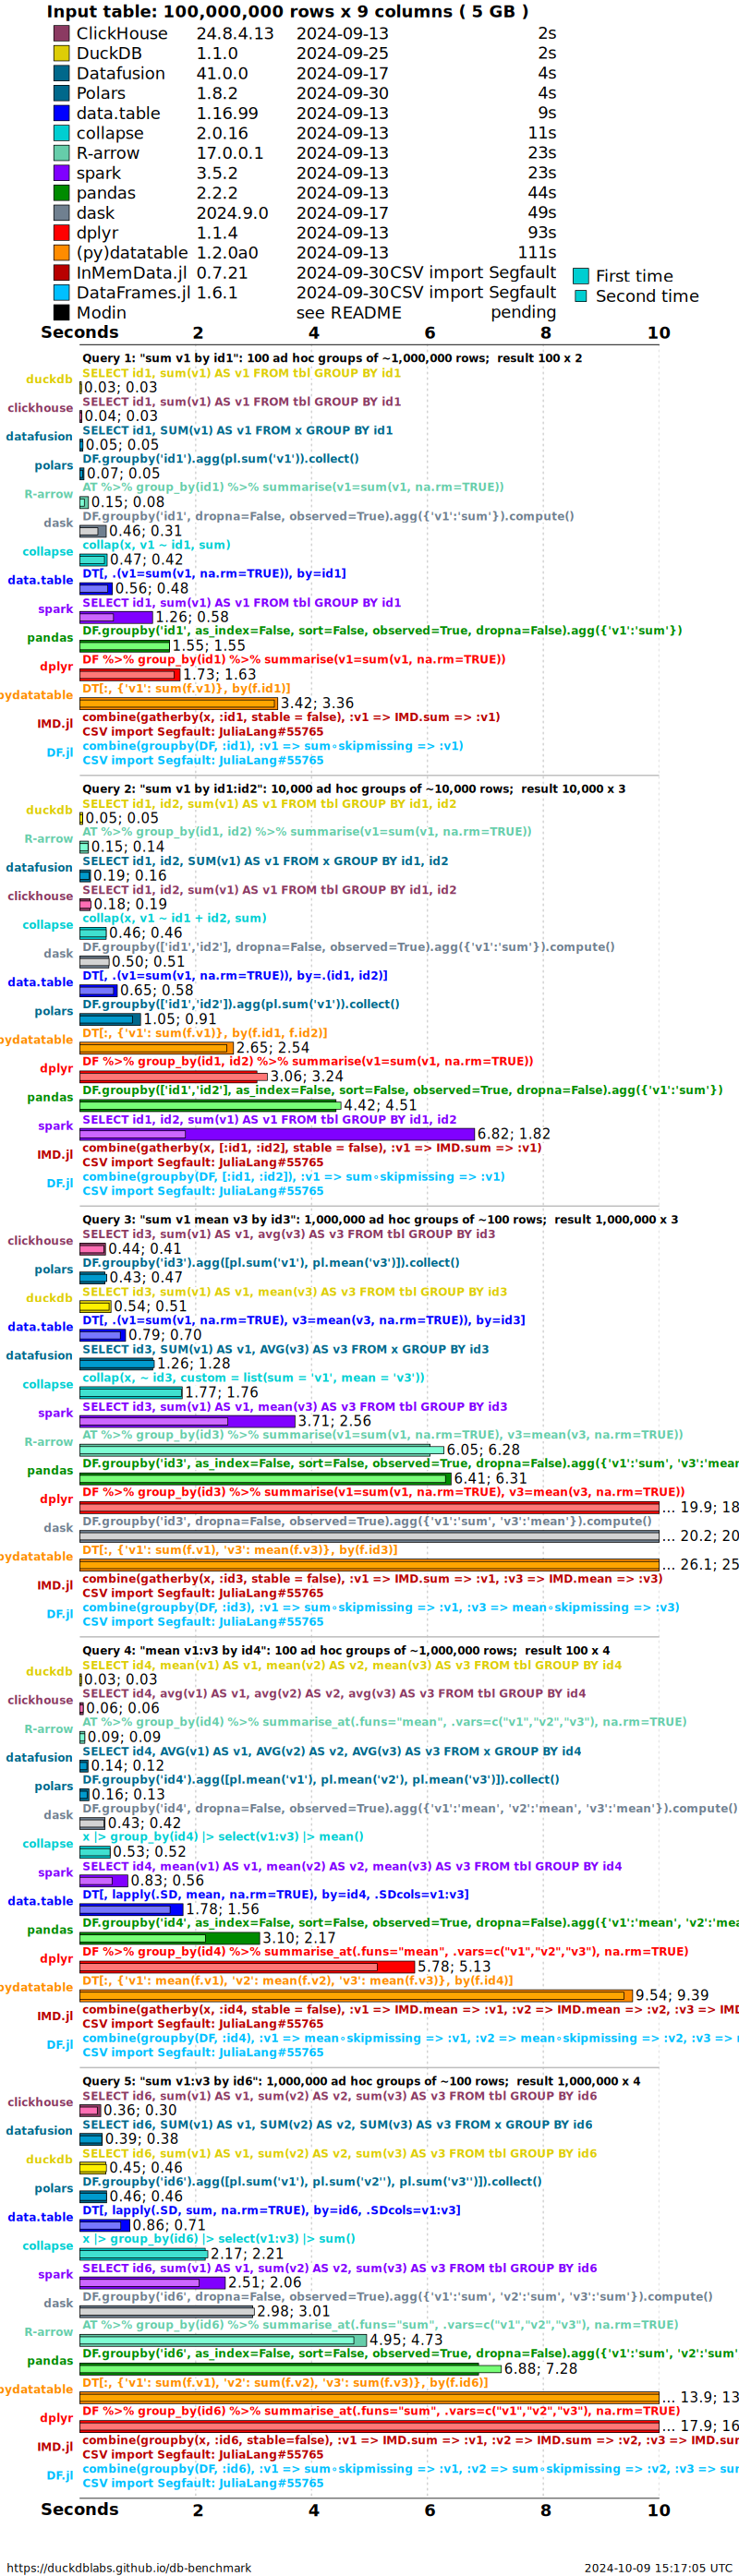 Input table: 100,000,000 rows x 9 columns ( 5 GB )
ClickHouse 24.8.4.13 2024-09-13 2s
DuckDB 1.1.0 2024-09-25 2s
Datafusion 41.0.0 2024-09-17 4s
Polars 1.8.2 2024-09-30 4s
data.table 1.16.99 2024-09-13 9s
collapse 2.0.16 2024-09-13 11s
R-arrow 17.0.0.1 2024-09-13 23s
spark 3.5.2 2024-09-13 23s
pandas 2.2.2 2024-09-13 44s
dask 2024.9.0 2024-09-17 49s
dplyr 1.1.4 2024-09-13 93s
(py)datatable 1.2.0a0 2024-09-13 111s
InMemData.jl 0.7.21 2024-09-30 CSV import Segfault
First time
DataFrames.jl 1.6.1 2024-09-30 CSV import Segfault
Second time
Modin see README pending
Seconds 2 4 6 8 10
Query 1: "sum v1 by id1": 100 ad hoc groups of ~1,000,000 rows; result 100 x 2
SELECT id1, sum(v1) AS v1 FROM tbl GROUP BY id1
duckdb 0.03; 0.03
SELECT id1, sum(v1) AS v1 FROM tbl GROUP BY id1
clickhouse 0.04; 0.03
SELECT id1, SUM(v1) AS v1 FROM x GROUP BY id1
datafusion 0.05; 0.05
DF.groupby('id1').agg(pl.sum('v1')).collect()
polars 0.07; 0.05
AT %>% group_by(id1) %>% summarise(v1=sum(v1, na.rm=TRUE))
R-arrow 0.15; 0.08
DF.groupby('id1', dropna=False, observed=True).agg({'v1':'sum'}).compute()
dask 0.46; 0.31
collap(x, v1 ~ id1, sum)
collapse 0.47; 0.42
DT[, .(v1=sum(v1, na.rm=TRUE)), by=id1]
data.table 0.56; 0.48
SELECT id1, sum(v1) AS v1 FROM tbl GROUP BY id1
spark 1.26; 0.58
DF.groupby('id1', as_index=False, sort=False, observed=True, dropna=False).agg({'v1':'sum'})
pandas 1.55; 1.55
DF %>% group_by(id1) %>% summarise(v1=sum(v1, na.rm=TRUE))
dplyr 1.73; 1.63
DT[:, {'v1': sum(f.v1)}, by(f.id1)]
pydatatable 3.42; 3.36
combine(gatherby(x, :id1, stable = false), :v1 => IMD.sum => :v1)
IMD.jl CSV import Segfault: JuliaLang#55765
combine(groupby(DF, :id1), :v1 => sum∘skipmissing => :v1)
DF.jl CSV import Segfault: JuliaLang#55765
Query 2: "sum v1 by id1:id2": 10,000 ad hoc groups of ~10,000 rows; result 10,000 x 3
SELECT id1, id2, sum(v1) AS v1 FROM tbl GROUP BY id1, id2
duckdb 0.05; 0.05
AT %>% group_by(id1, id2) %>% summarise(v1=sum(v1, na.rm=TRUE))
R-arrow 0.15; 0.14
SELECT id1, id2, SUM(v1) AS v1 FROM x GROUP BY id1, id2
datafusion 0.19; 0.16
SELECT id1, id2, sum(v1) AS v1 FROM tbl GROUP BY id1, id2
clickhouse 0.18; 0.19
collap(x, v1 ~ id1 + id2, sum)
collapse 0.46; 0.46
DF.groupby(['id1','id2'], dropna=False, observed=True).agg({'v1':'sum'}).compute()
dask 0.50; 0.51
DT[, .(v1=sum(v1, na.rm=TRUE)), by=.(id1, id2)]
data.table 0.65; 0.58
DF.groupby(['id1','id2']).agg(pl.sum('v1')).collect()
polars 1.05; 0.91
DT[:, {'v1': sum(f.v1)}, by(f.id1, f.id2)]
pydatatable 2.65; 2.54
DF %>% group_by(id1, id2) %>% summarise(v1=sum(v1, na.rm=TRUE))
dplyr 3.06; 3.24
DF.groupby(['id1','id2'], as_index=False, sort=False, observed=True, dropna=False).agg({'v1':'sum'})
pandas 4.42; 4.51
SELECT id1, id2, sum(v1) AS v1 FROM tbl GROUP BY id1, id2
spark 6.82; 1.82
combine(gatherby(x, [:id1, :id2], stable = false), :v1 => IMD.sum => :v1)
IMD.jl CSV import Segfault: JuliaLang#55765
combine(groupby(DF, [:id1, :id2]), :v1 => sum∘skipmissing => :v1)
DF.jl CSV import Segfault: JuliaLang#55765
Query 3: "sum v1 mean v3 by id3": 1,000,000 ad hoc groups of ~100 rows; result 1,000,000 x 3
SELECT id3, sum(v1) AS v1, avg(v3) AS v3 FROM tbl GROUP BY id3
clickhouse 0.44; 0.41
DF.groupby('id3').agg([pl.sum('v1'), pl.mean('v3')]).collect()
polars 0.43; 0.47
SELECT id3, sum(v1) AS v1, mean(v3) AS v3 FROM tbl GROUP BY id3
duckdb 0.54; 0.51
DT[, .(v1=sum(v1, na.rm=TRUE), v3=mean(v3, na.rm=TRUE)), by=id3]
data.table 0.79; 0.70
SELECT id3, SUM(v1) AS v1, AVG(v3) AS v3 FROM x GROUP BY id3
datafusion 1.26; 1.28
collap(x, ~ id3, custom = list(sum = 'v1', mean = 'v3'))
collapse 1.77; 1.76
SELECT id3, sum(v1) AS v1, mean(v3) AS v3 FROM tbl GROUP BY id3
spark 3.71; 2.56
AT %>% group_by(id3) %>% summarise(v1=sum(v1, na.rm=TRUE), v3=mean(v3, na.rm=TRUE))
R-arrow 6.05; 6.28
DF.groupby('id3', as_index=False, sort=False, observed=True, dropna=False).agg({'v1':'sum', 'v3':'mean
pandas 6.41; 6.31
DF %>% group_by(id3) %>% summarise(v1=sum(v1, na.rm=TRUE), v3=mean(v3, na.rm=TRUE))
dplyr ... 19.9; 18
DF.groupby('id3', dropna=False, observed=True).agg({'v1':'sum', 'v3':'mean'}).compute()
dask ... 20.2; 20
DT[:, {'v1': sum(f.v1), 'v3': mean(f.v3)}, by(f.id3)]
pydatatable ... 26.1; 25
combine(gatherby(x, :id3, stable = false), :v1 => IMD.sum => :v1, :v3 => IMD.mean => :v3)
IMD.jl CSV import Segfault: JuliaLang#55765
combine(groupby(DF, :id3), :v1 => sum∘skipmissing => :v1, :v3 => mean∘skipmissing => :v3)
DF.jl CSV import Segfault: JuliaLang#55765
Query 4: "mean v1:v3 by id4": 100 ad hoc groups of ~1,000,000 rows; result 100 x 4
SELECT id4, mean(v1) AS v1, mean(v2) AS v2, mean(v3) AS v3 FROM tbl GROUP BY id4
duckdb 0.03; 0.03
SELECT id4, avg(v1) AS v1, avg(v2) AS v2, avg(v3) AS v3 FROM tbl GROUP BY id4
clickhouse 0.06; 0.06
AT %>% group_by(id4) %>% summarise_at(.funs="mean", .vars=c("v1","v2","v3"), na.rm=TRUE)
R-arrow 0.09; 0.09
SELECT id4, AVG(v1) AS v1, AVG(v2) AS v2, AVG(v3) AS v3 FROM x GROUP BY id4
datafusion 0.14; 0.12
DF.groupby('id4').agg([pl.mean('v1'), pl.mean('v2'), pl.mean('v3')]).collect()
polars 0.16; 0.13
DF.groupby('id4', dropna=False, observed=True).agg({'v1':'mean', 'v2':'mean', 'v3':'mean'}).compute()
dask 0.43; 0.42
x |> group_by(id4) |> select(v1:v3) |> mean()
collapse 0.53; 0.52
SELECT id4, mean(v1) AS v1, mean(v2) AS v2, mean(v3) AS v3 FROM tbl GROUP BY id4
spark 0.83; 0.56
DT[, lapply(.SD, mean, na.rm=TRUE), by=id4, .SDcols=v1:v3]
data.table 1.78; 1.56
DF.groupby('id4', as_index=False, sort=False, observed=True, dropna=False).agg({'v1':'mean', 'v2':'mea
pandas 3.10; 2.17
DF %>% group_by(id4) %>% summarise_at(.funs="mean", .vars=c("v1","v2","v3"), na.rm=TRUE)
dplyr 5.78; 5.13
DT[:, {'v1': mean(f.v1), 'v2': mean(f.v2), 'v3': mean(f.v3)}, by(f.id4)]
pydatatable 9.54; 9.39
combine(gatherby(x, :id4, stable = false), :v1 => IMD.mean => :v1, :v2 => IMD.mean => :v2, :v3 => IMD
IMD.jl CSV import Segfault: JuliaLang#55765
combine(groupby(DF, :id4), :v1 => mean∘skipmissing => :v1, :v2 => mean∘skipmissing => :v2, :v3 =>
DF.jl CSV import Segfault: JuliaLang#55765
Query 5: "sum v1:v3 by id6": 1,000,000 ad hoc groups of ~100 rows; result 1,000,000 x 4
SELECT id6, sum(v1) AS v1, sum(v2) AS v2, sum(v3) AS v3 FROM tbl GROUP BY id6
clickhouse 0.36; 0.30
SELECT id6, SUM(v1) AS v1, SUM(v2) AS v2, SUM(v3) AS v3 FROM x GROUP BY id6
datafusion 0.39; 0.38
SELECT id6, sum(v1) AS v1, sum(v2) AS v2, sum(v3) AS v3 FROM tbl GROUP BY id6
duckdb 0.45; 0.46
DF.groupby('id6').agg([pl.sum('v1'), pl.sum('v2''), pl.sum('v3'')]).collect()
polars 0.46; 0.46
DT[, lapply(.SD, sum, na.rm=TRUE), by=id6, .SDcols=v1:v3]
data.table 0.86; 0.71
x |> group_by(id6) |> select(v1:v3) |> sum()
collapse 2.17; 2.21
SELECT id6, sum(v1) AS v1, sum(v2) AS v2, sum(v3) AS v3 FROM tbl GROUP BY id6
spark 2.51; 2.06
DF.groupby('id6', dropna=False, observed=True).agg({'v1':'sum', 'v2':'sum', 'v3':'sum'}).compute()
dask 2.98; 3.01
AT %>% group_by(id6) %>% summarise_at(.funs="sum", .vars=c("v1","v2","v3"), na.rm=TRUE)
R-arrow 4.95; 4.73
DF.groupby('id6', as_index=False, sort=False, observed=True, dropna=False).agg({'v1':'sum', 'v2':'sum'
pandas 6.88; 7.28
DT[:, {'v1': sum(f.v1), 'v2': sum(f.v2), 'v3': sum(f.v3)}, by(f.id6)]
pydatatable ... 13.9; 13
DF %>% group_by(id6) %>% summarise_at(.funs="sum", .vars=c("v1","v2","v3"), na.rm=TRUE)
dplyr ... 17.9; 16
combine(groupby(x, :id6, stable=false), :v1 => IMD.sum => :v1, :v2 => IMD.sum => :v2, :v3 => IMD.sur
IMD.jl CSV import Segfault: JuliaLang#55765
combine(groupby(DF, :id6), :v1 => sum∘skipmissing => :v1, :v2 => sum∘skipmissing => :v2, :v3 => sur
DF.jl CSV import Segfault: JuliaLang#55765
Seconds 2 4 6 8 10
https://duckdblabs.github.io/db-benchmark 2024-10-09 15:17:05 UTC